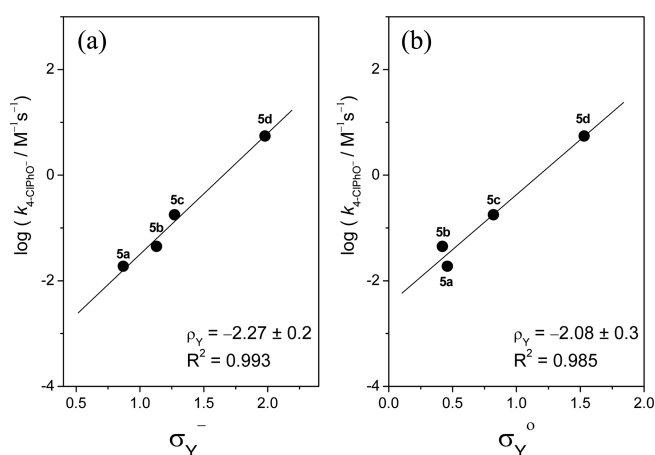 (a)
log ( k4-ClPhO− / M−1s−1)
2
0
-2
-4
5a
5b
5c
5d
ρY = −2.27 ± 0.2
R2 = 0.993
0.5 1.0 1.5 2.0
σY−
(b)
log ( k4-ClPhO− / M−1s−1)
2
0
-2
-4
5b
5a
5c
5d
ρY = −2.08 ± 0.3
R2 = 0.985
0.0 0.5 1.0 1.5 2.0
σYo